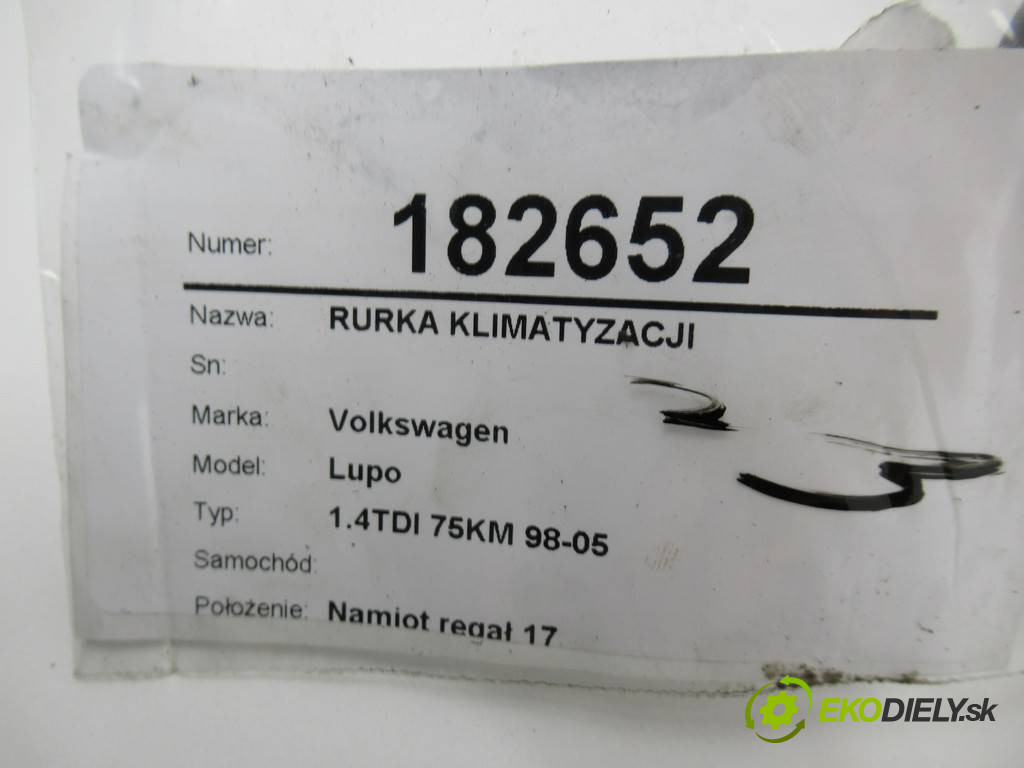 Numer: 182652
Nazwa: RURKA KLIMATYZACJI
Sn:
Marka: Volkswagen
Model: Lupo
Typ: 1.4TDI 75KM 98-05
Samochód:
Położenie: Namiot regał 17
EKODIELY.sk